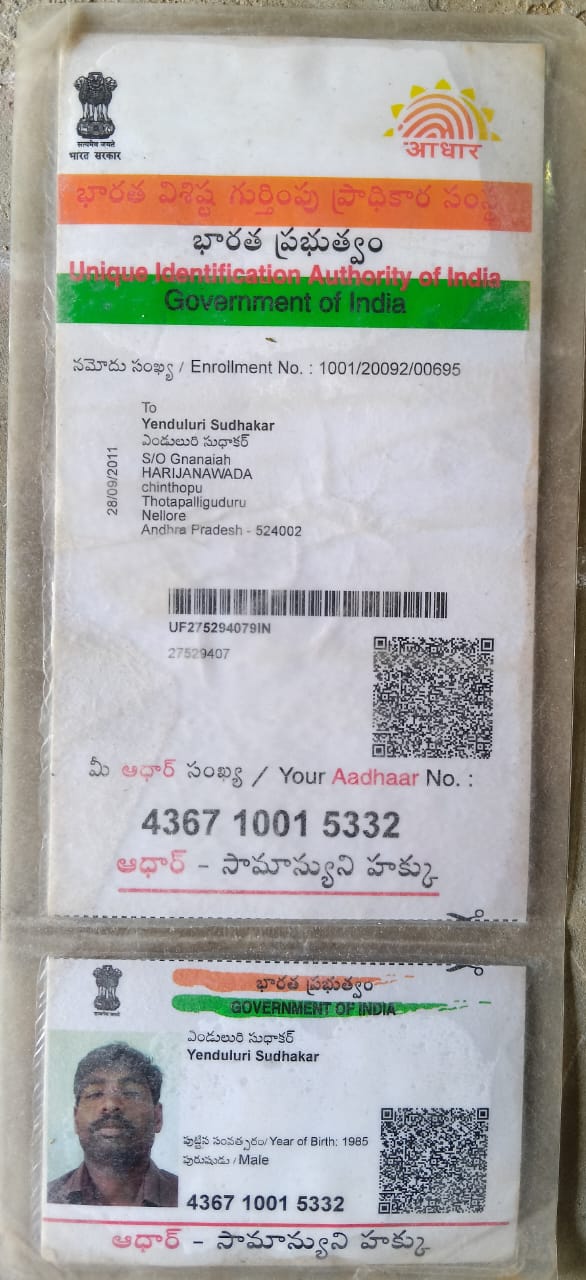 सत्यमेव जयते
भारत सरकार
आधार
భారత విశిష్ట గుర్తింపు ప్రాధికార సంస్థ
భారత ప్రభుత్వం
Unique Identification Authority of India
Government of India
నమోదు సంఖ్య / Enrollment No. : 1001/20092/00695
28/09/2011
To
Yenduluri Sudhakar
ఎందులురి సుధాకర్
S/O Gnanaiah
HARIJANAWADA
chinthopu
Thotapalliguduru
Nellore
Andhra Pradesh - 524002
UF275294079IN
27529407
మీ ఆధార్ సంఖ్య / Your Aadhaar No. :
4367 1001 5332
ఆధార్ - సామాన్యుని హక్కు
భారత ప్రభుత్వం
GOVERNMENT OF INDIA
ఎందులురి సుధాకర్
Yenduluri Sudhakar
పుట్టిన సంవత్సరం/Year of Birth: 1985
పురుషుడు / Male
4367 1001 5332
ఆధార్ - సామాన్యుని హక్కు